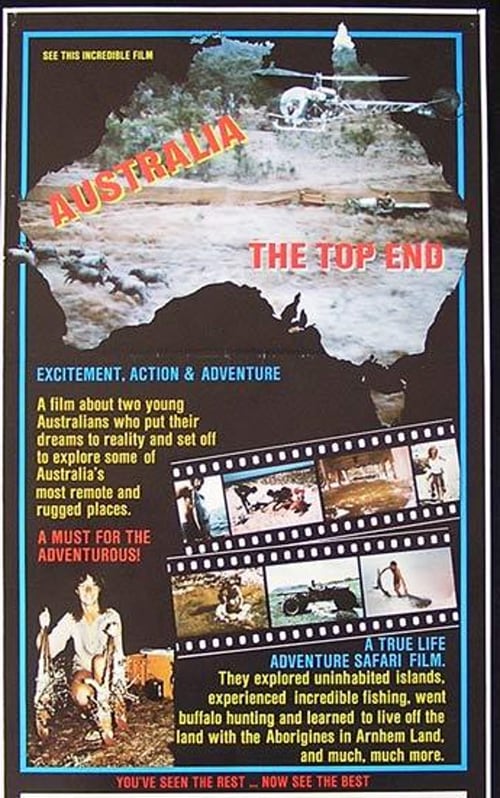 SEE THIS INCREDIBLE FILM
AUSTRALIA
THE TOP END
EXCITEMENT, ACTION & ADVENTURE
A film about two young
Australians who put their
dreams to reality and set off
to explore some of
Australia's
most remote and
rugged places.
A MUST FOR THE
ADVENTUROUS!
A TRUE LIFE
ADVENTURE SAFARI FILM.
They explored uninhabited islands,
experienced incredible fishing, went
buffalo hunting and learned to live off the
land with the Aborigines in Arnhem Land,
and much, much more.
YOU'VE SEEN THE REST ... NOW SEE THE BEST